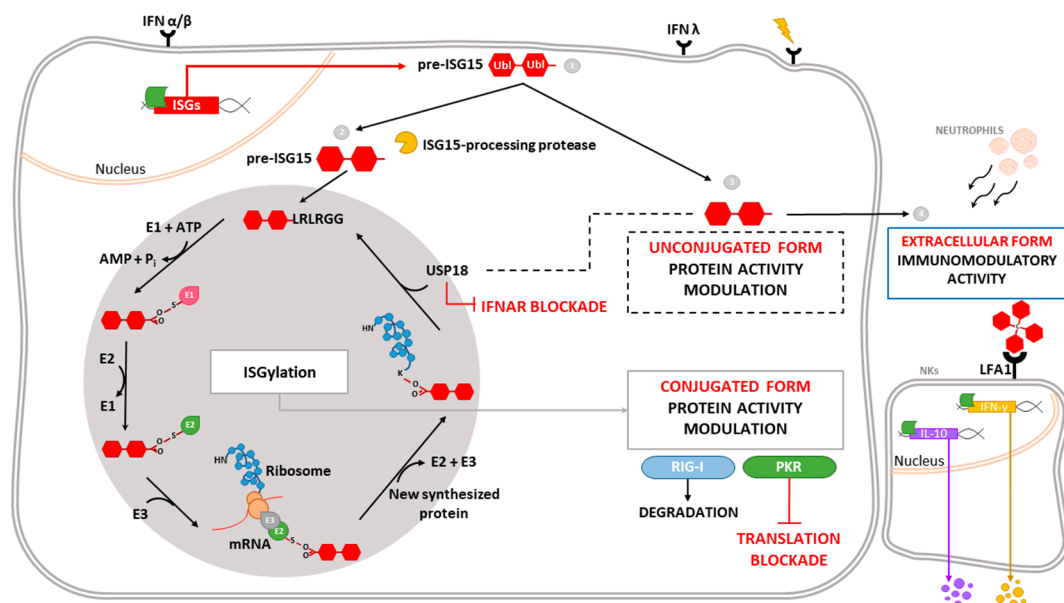 IFN α/β
IFN λ
pre-ISG15
Ubl
Ubl
1
ISGs
Nucleus
2
ISG15-processing protease
pre-ISG15
3
NEUTROPHILS
4
LRLRGG
E1 + ATP
AMP + Pi
USP18
IFNAR BLOCKADE
UNCONJUGATED FORM
PROTEIN ACTIVITY
MODULATION
EXTRACELLULAR FORM
IMMUNOMODULATORY
ACTIVITY
E1
S
O
O
HN
K
O
O
E2
E1
ISGylation
CONJUGATED FORM
PROTEIN ACTIVITY
MODULATION
NKs
LFA1
IFN-γ
IL-10
Nucleus
E2
S
O
O
HN
Ribosome
E2 + E3
New synthesized
protein
RIG-I
PKR
DEGRADATION
TRANSLATION
BLOCKADE
E3
E3
E2
mRNA
S
O
O